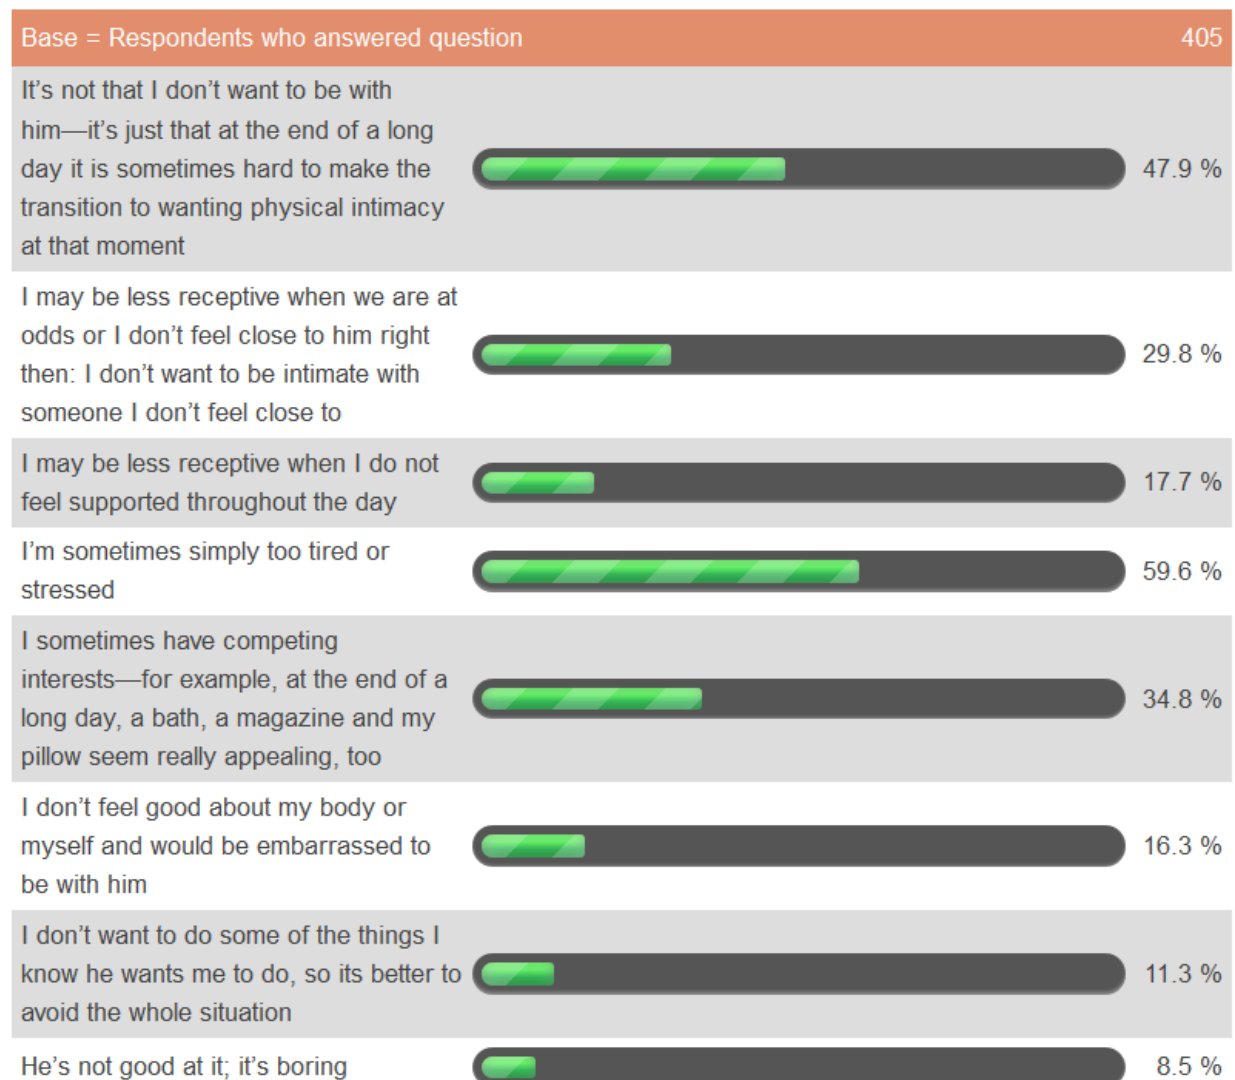 Base = Respondents who answered question 405
It’s not that I don’t want to be with
him—it’s just that at the end of a long
day it is sometimes hard to make the
transition to wanting physical intimacy
at that moment
47.9 %
I may be less receptive when we are at
odds or I don’t feel close to him right
then: I don’t want to be intimate with
someone I don’t feel close to
29.8 %
I may be less receptive when I do not
feel supported throughout the day
17.7 %
I’m sometimes simply too tired or
stressed
59.6 %
I sometimes have competing
interests—for example, at the end of a
long day, a bath, a magazine and my
pillow seem really appealing, too
34.8 %
I don’t feel good about my body or
myself and would be embarrassed to
be with him
16.3 %
I don’t want to do some of the things I
know he wants me to do, so its better to
avoid the whole situation
11.3 %
He’s not good at it; it’s boring
8.5 %